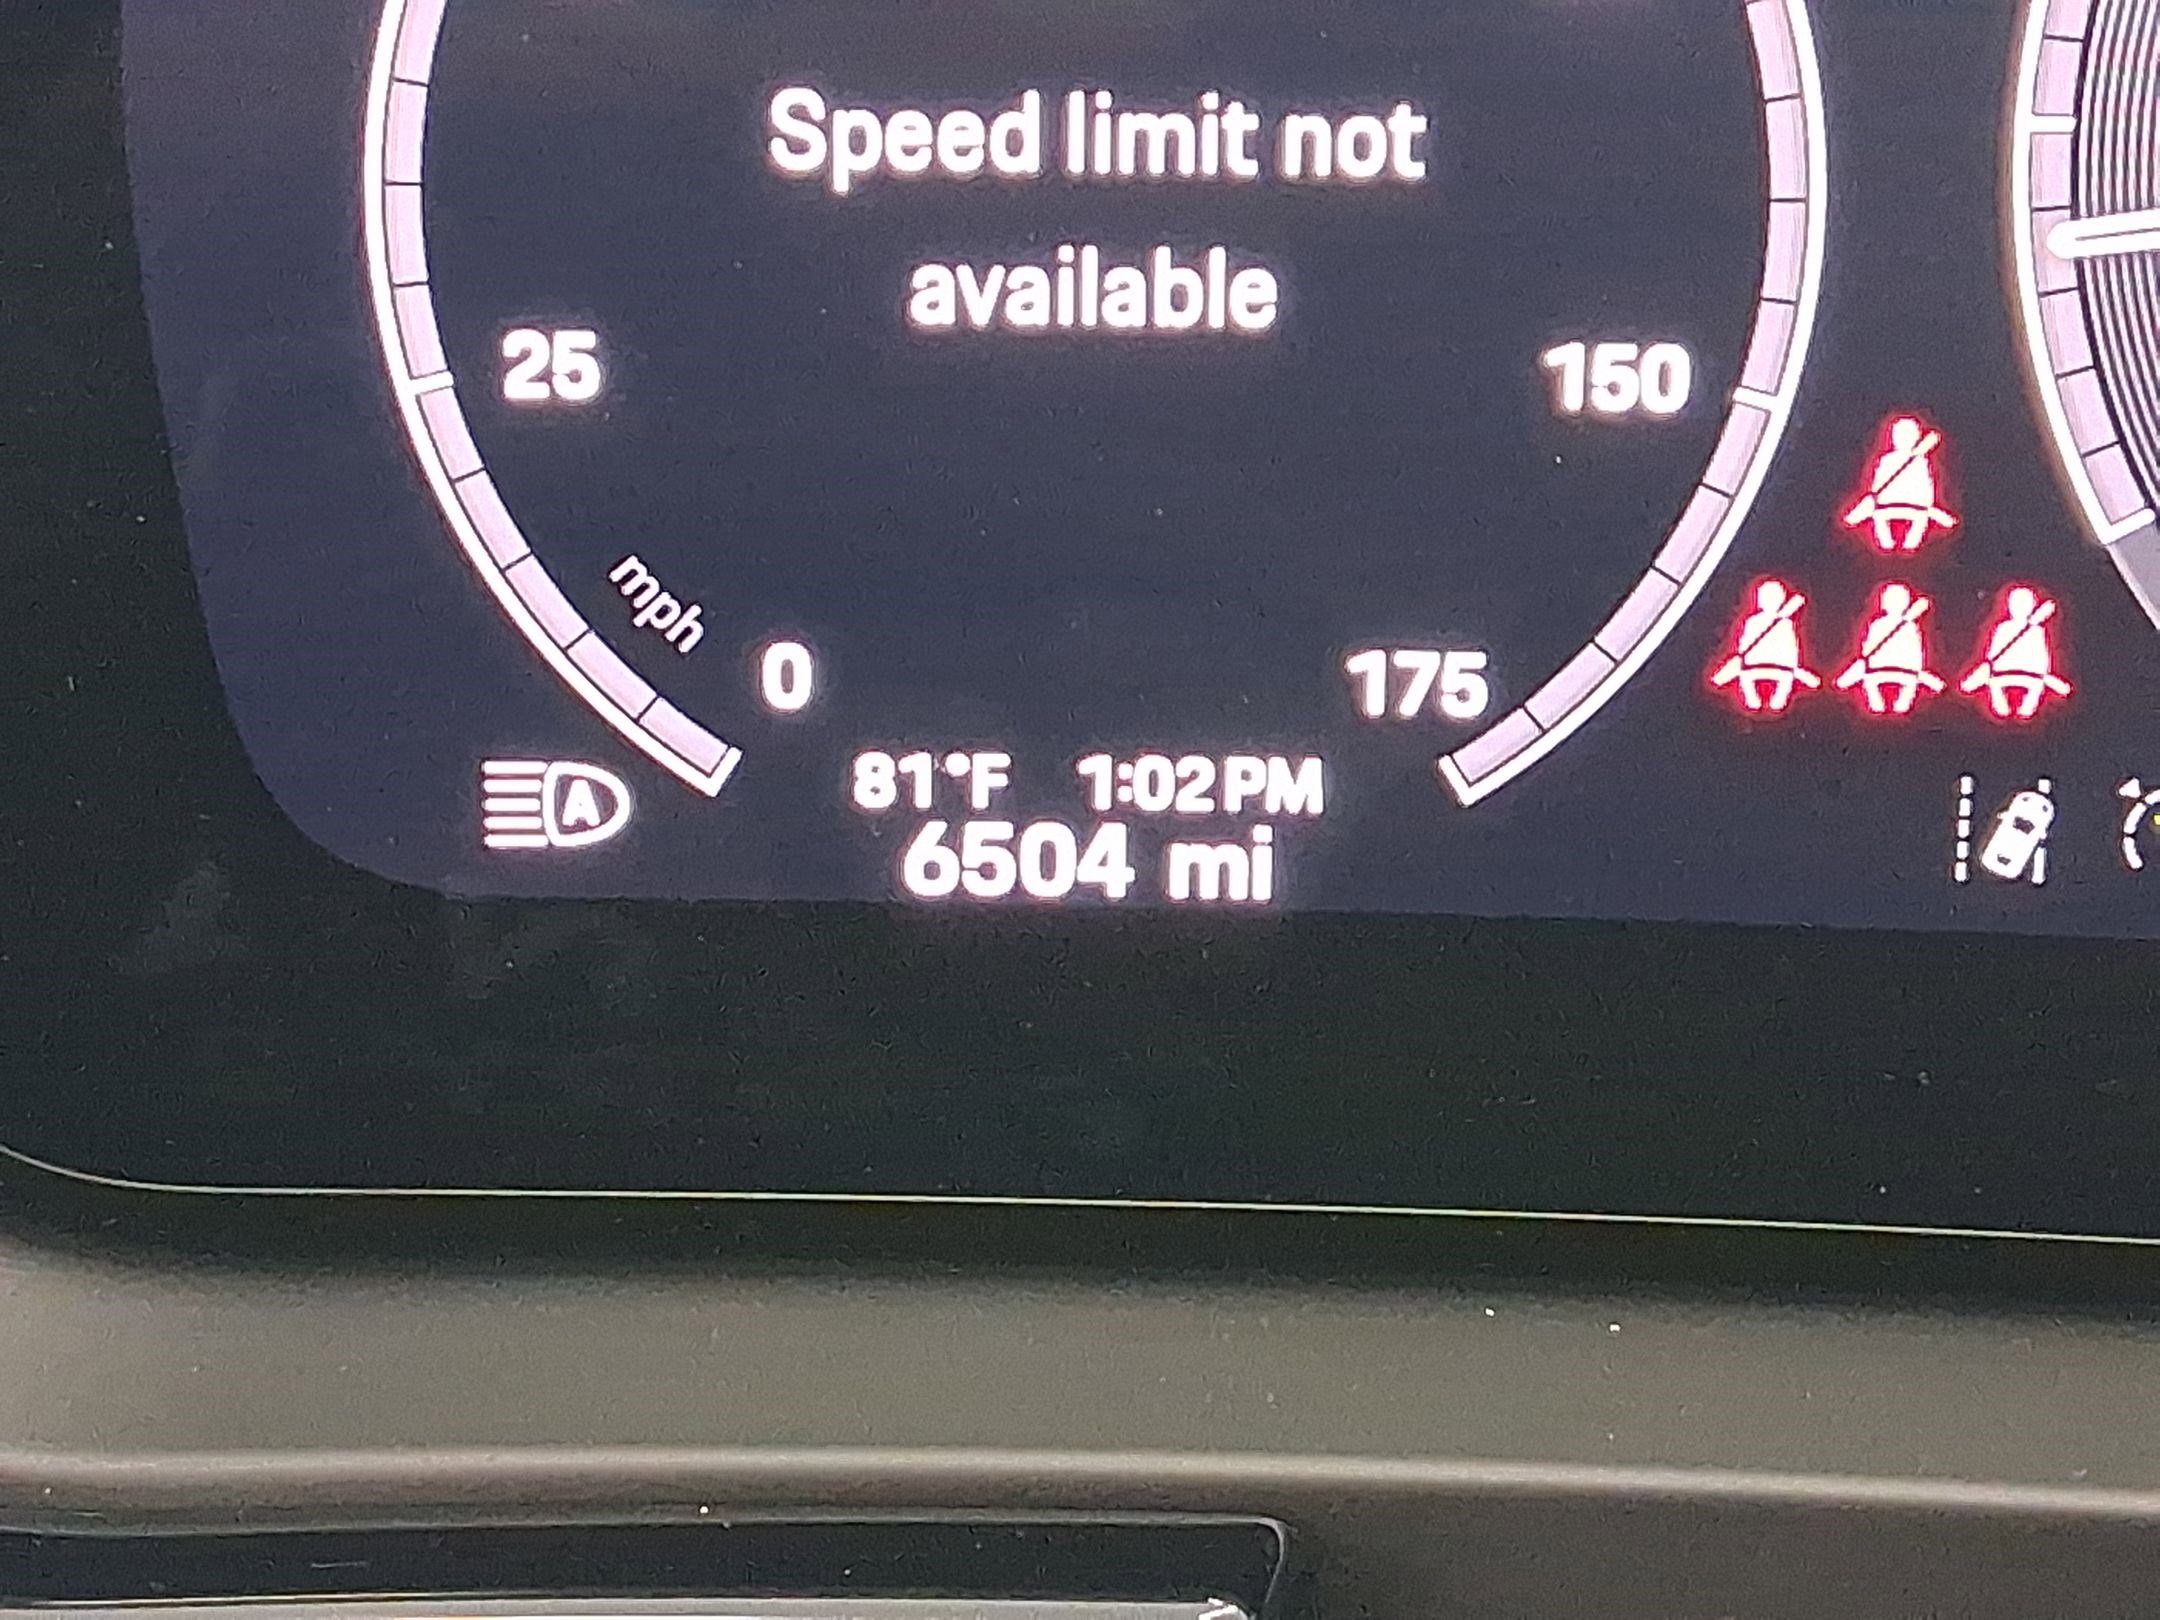 Speed limit not
available
25
150
mph
0
175
A
81°F 1:02 PM
6504 mi